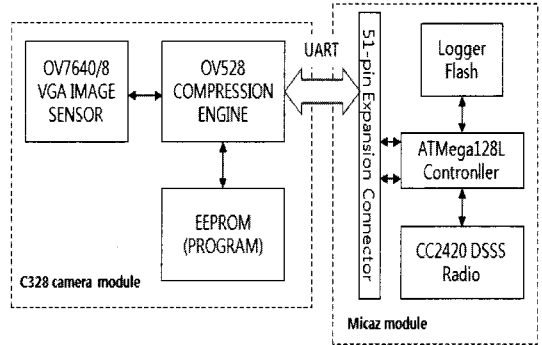 OV7640/8
VGA IMAGE
SENSOR
OV528
COMPRESSION
ENGINE
EEPROM
(PROGRAM)
C328 camera module
UART
51-pin Expansion Connector
Logger
Flash
ATMega128L
Contronller
CC2420 DSSS
Radio
Micaz module